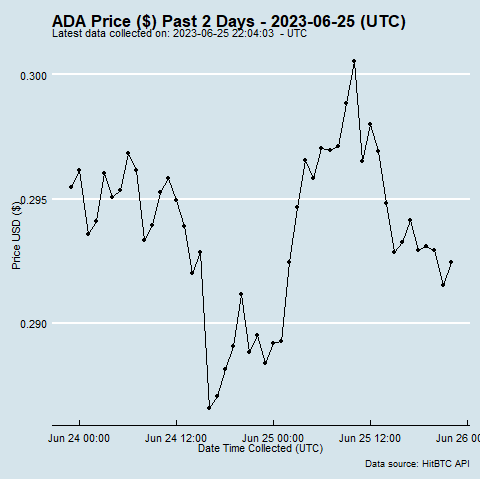 ADA Price ($) Past 2 Days - 2023-06-25 (UTC)
Latest data collected on: 2023-06-25 22:04:03  - UTC
0.300
0.295
0.290
Price USD ($)
Jun 24 00:00 Jun 24 12:00 Jun 25 00:00 Jun 25 12:00 Jun 26 00
Date Time Collected (UTC)
Data source: HitBTC API